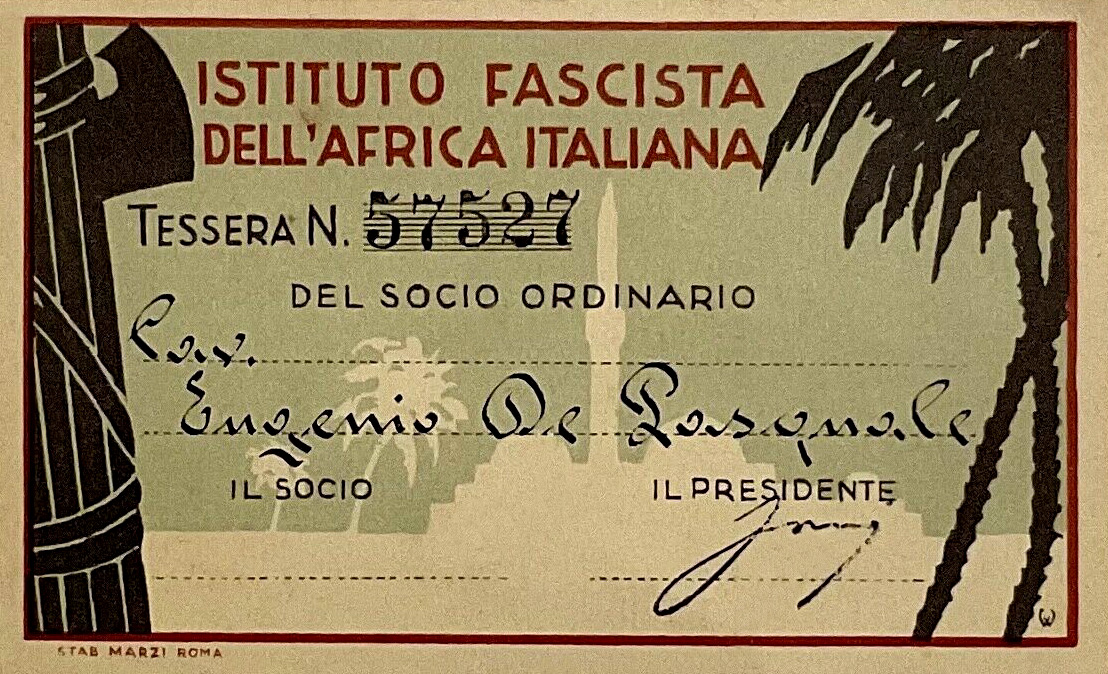 ISTITUTO FASCISTA
DELL'AFRICA ITALIANA
TESSERA N. 57527
DEL SOCIO ORDINARIO
Cav.
Eugenio De Pasquale
IL SOCIO IL PRESIDENTE
STAB MARZI ROMA